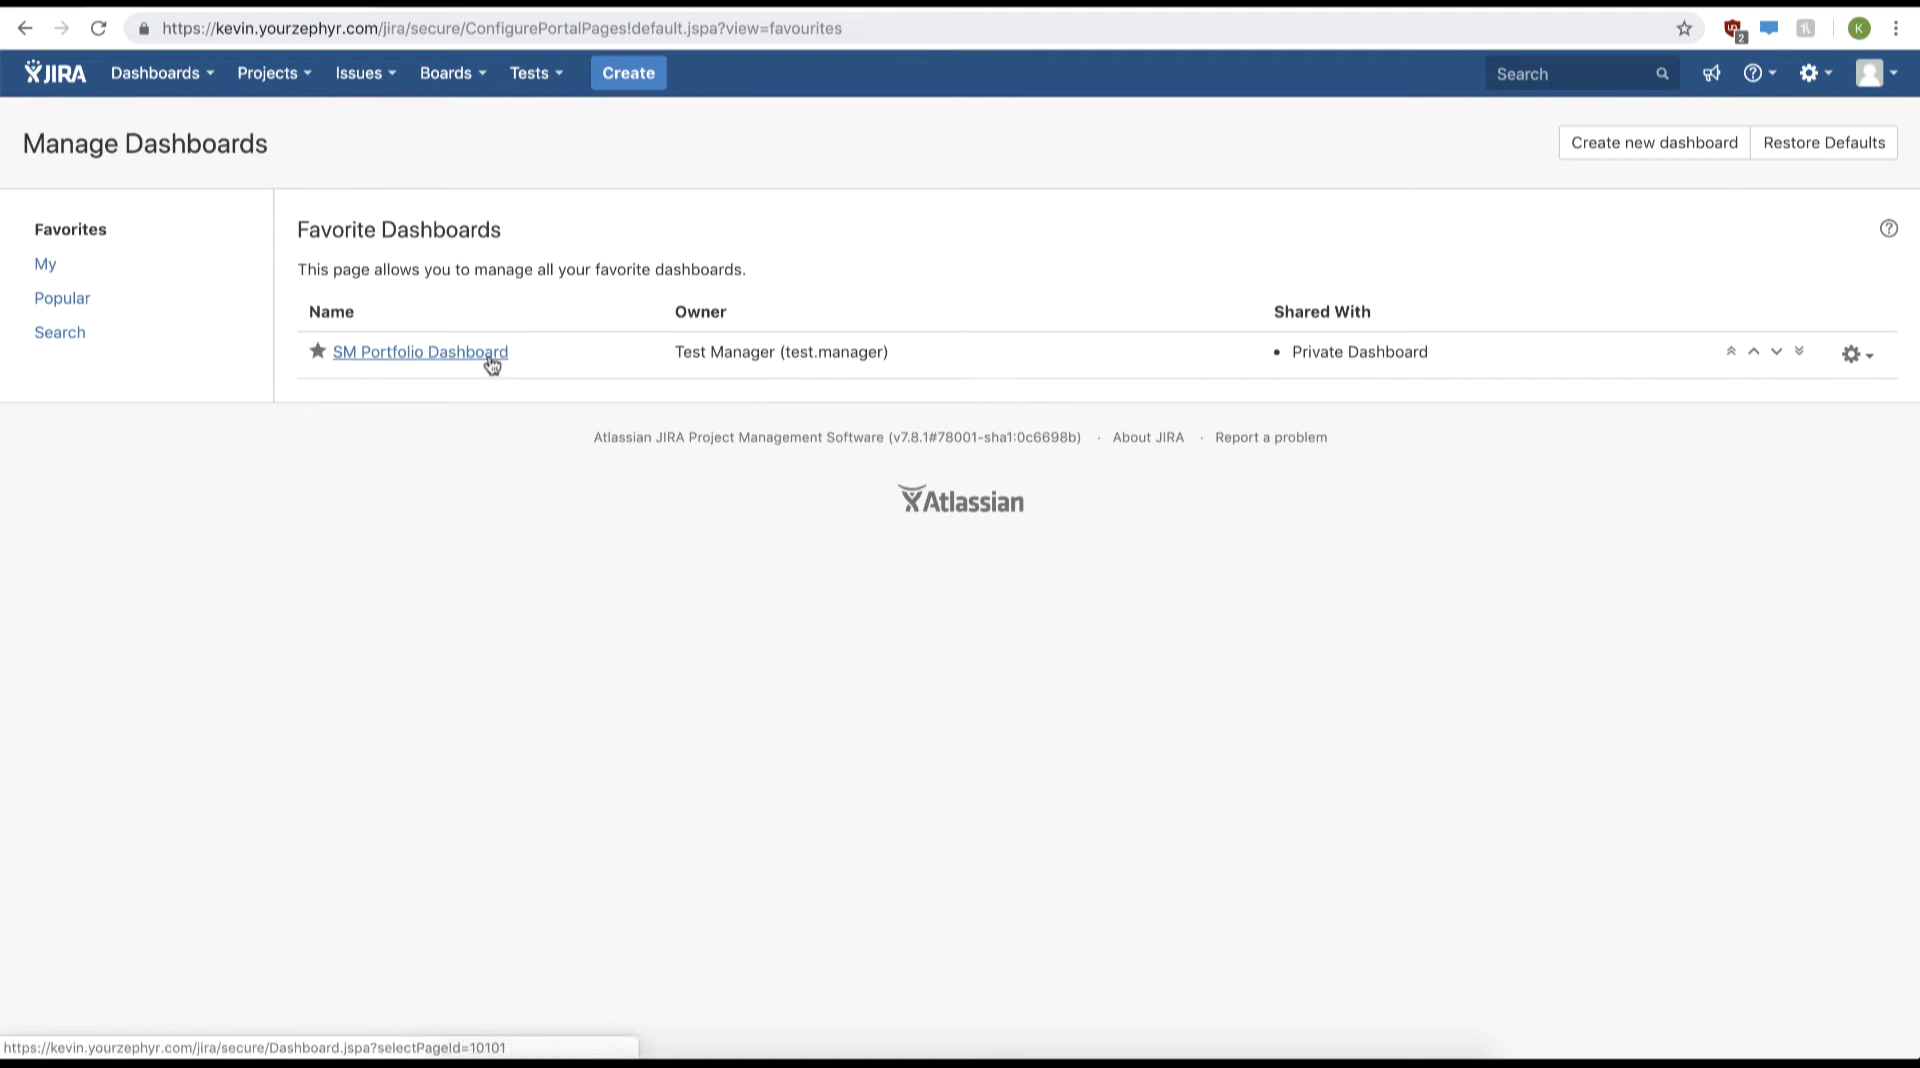 https://kevin.yourzephyr.com/jira/secure/ConfigurePortalPages!default.jspa?view=favourites
2
K
JIRA Dashboards Projects Issues Boards Tests Create Search
Manage Dashboards
Create new dashboard Restore Defaults
Favorites
My
Popular
Search
Favorite Dashboards
This page allows you to manage all your favorite dashboards.
Name Owner Shared With
SM Portfolio Dashboard Test Manager (test.manager) • Private Dashboard
Atlassian JIRA Project Management Software (v7.8.1#78001-sha1:0c6698b) · About JIRA · Report a problem
Atlassian
https://kevin.yourzephyr.com/jira/secure/Dashboard.jspa?selectPageId=10101